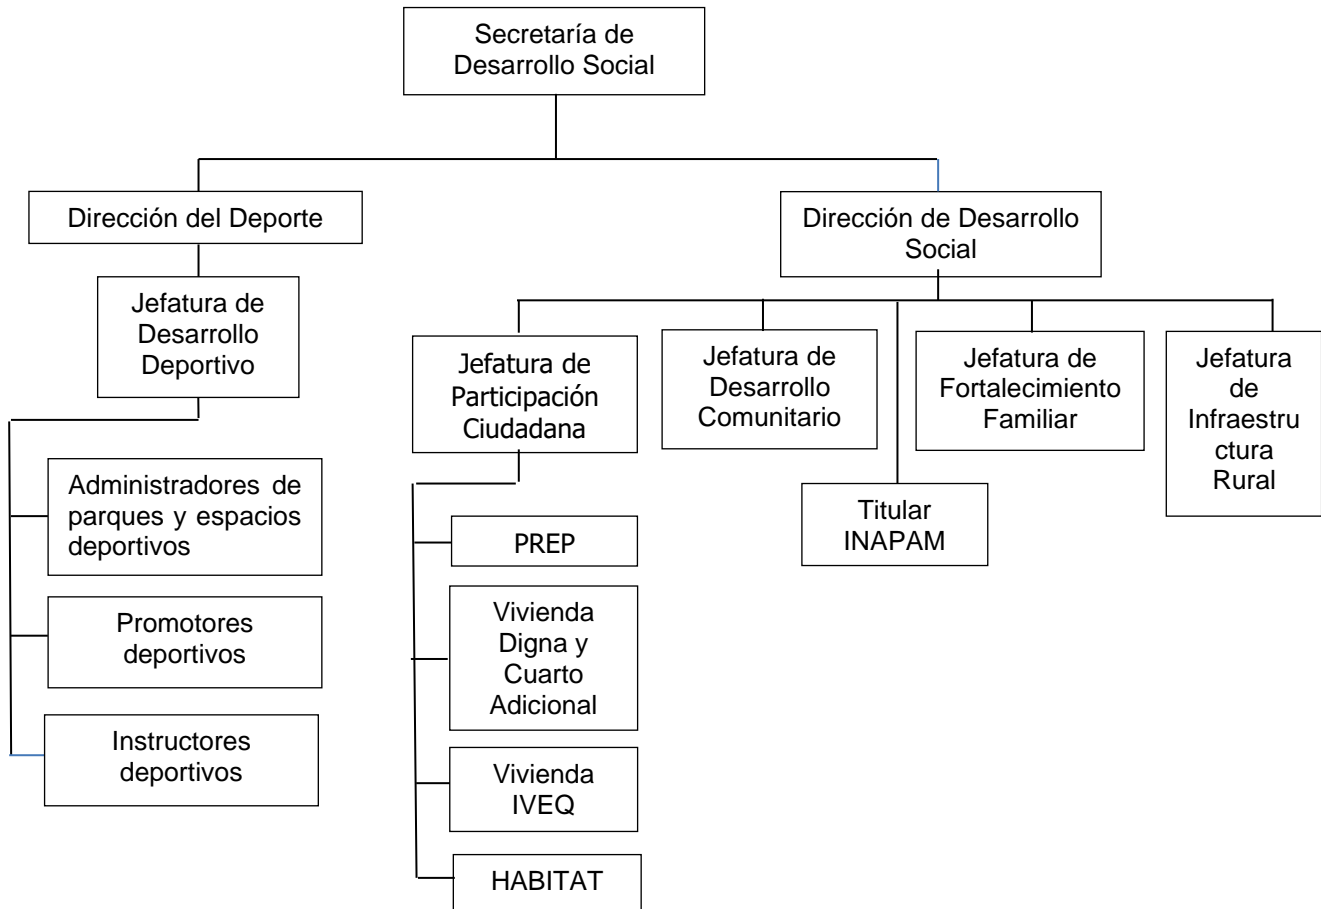 Secretaría de
Desarrollo Social
Dirección del Deporte
Dirección de Desarrollo
Social
Jefatura de
Desarrollo
Deportivo
Jefatura de
Participación
Ciudadana
Jefatura de
Desarrollo
Comunitario
Jefatura de
Fortalecimiento
Familiar
Jefatura
de
Infraestru
ctura
Rural
Administradores de
parques y espacios
deportivos
Promotores
deportivos
Instructores
deportivos
PREP
Vivienda
Digna y
Cuarto
Adicional
Vivienda
IVEQ
HABITAT
Titular
INAPAM